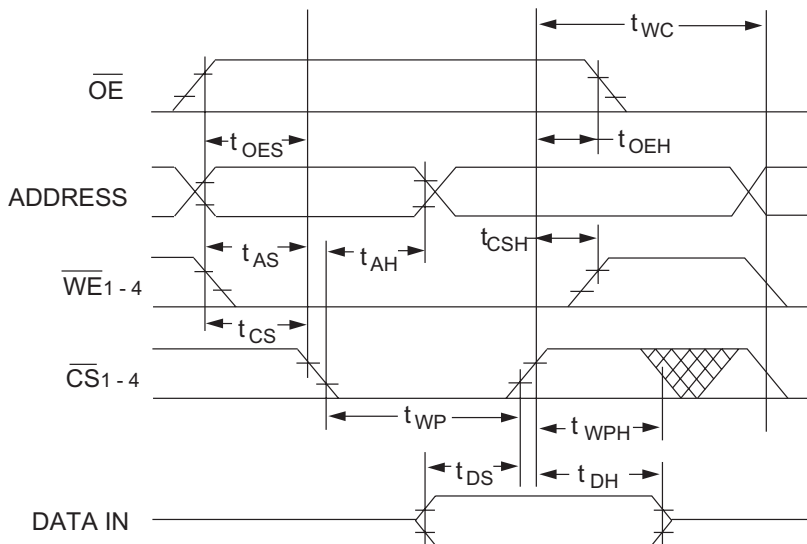 tWC
OE
tOES
tOEH
ADDRESS
tAS
tAH
tCSH
WE1 - 4
tCS
CS1 - 4
tWP
tWPH
tDS
tDH
DATA IN